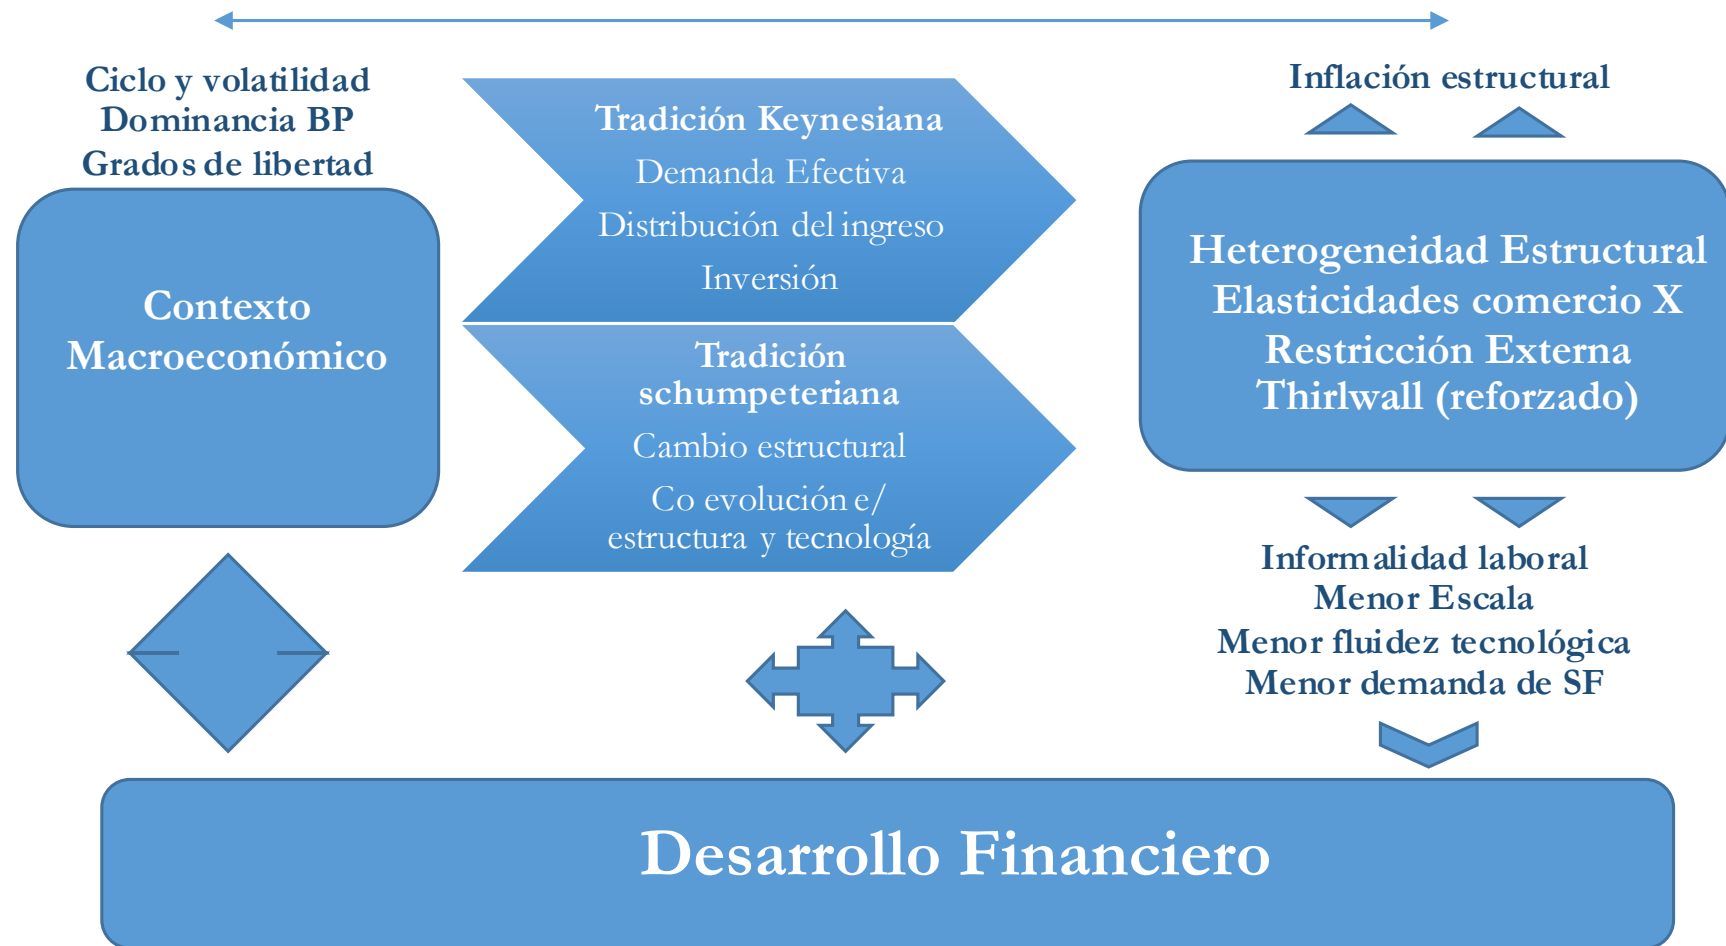 Ciclo y volatilidad
Dominancia BP
Grados de libertad
Contexto
Macroeconómico
Tradición Keynesiana
Demanda Efectiva
Distribución del ingreso
Inversión
Tradición
schumpeteriana
Cambio estructural
Co evolución e/
estructura y tecnología
Inflación estructural
Heterogeneidad Estructural
Elasticidades comercio X
Restricción Externa
Thirlwall (reforzado)
Informalidad laboral
Menor Escala
Menor fluidez tecnológica
Menor demanda de SF
Desarrollo Financiero